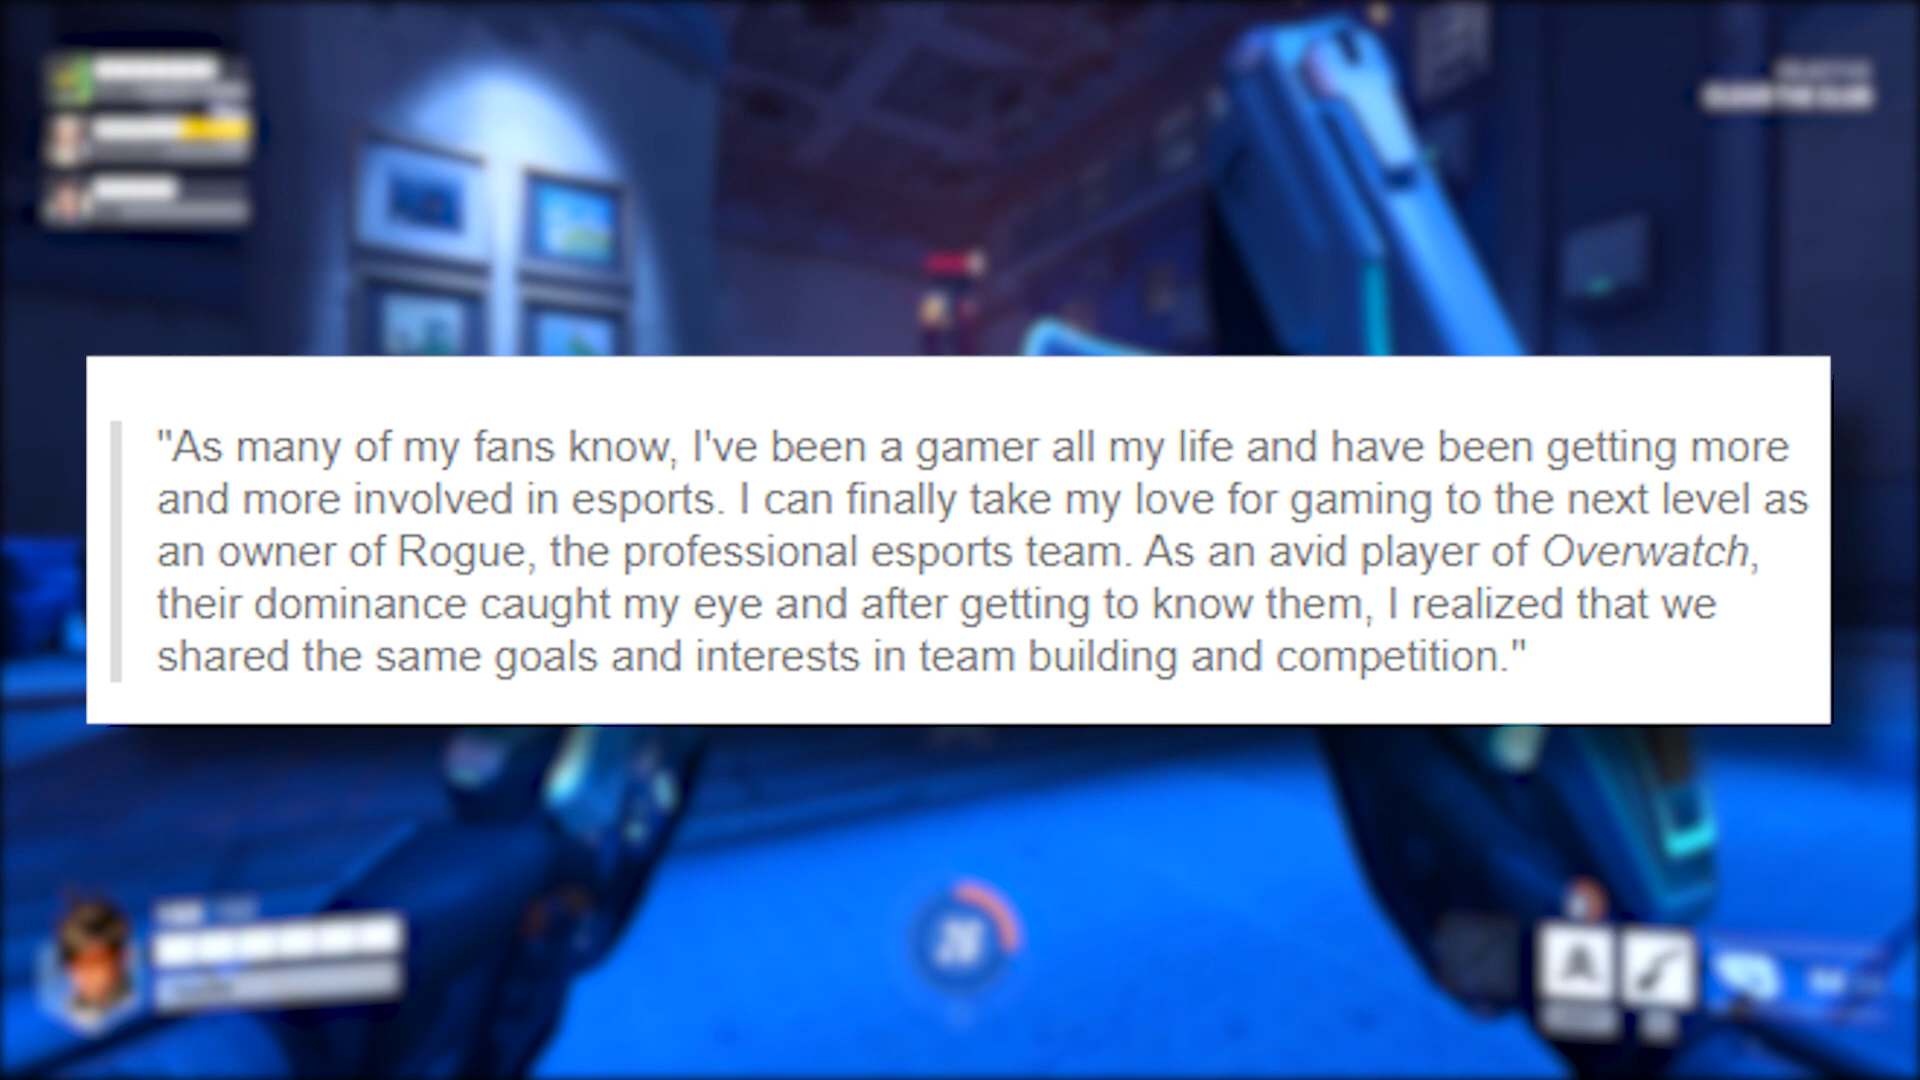 "As many of my fans know, I've been a gamer all my life and have been getting more
and more involved in esports. I can finally take my love for gaming to the next level as
an owner of Rogue, the professional esports team. As an avid player of Overwatch,
their dominance caught my eye and after getting to know them, I realized that we
shared the same goals and interests in team building and competition."